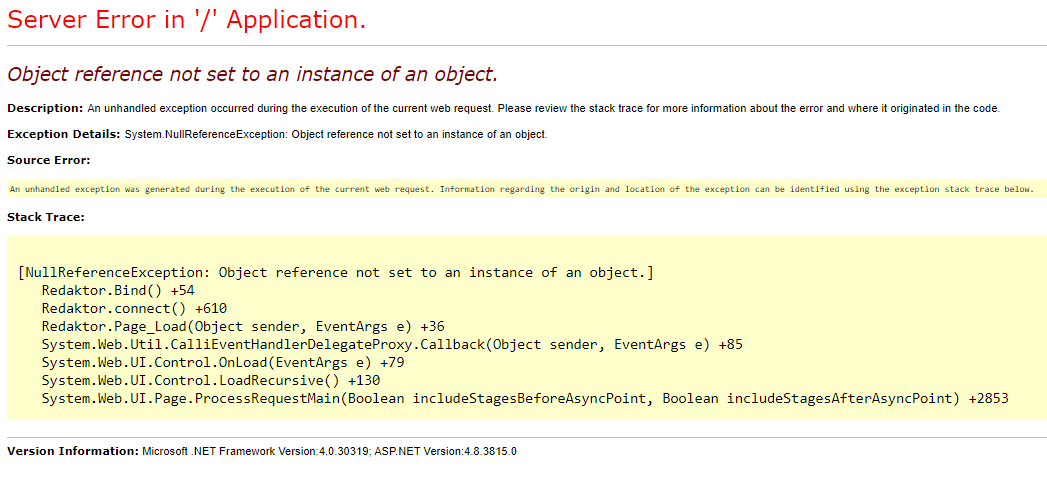 Server Error in '/' Application.
Object reference not set to an instance of an object.
Description: An unhandled exception occurred during the execution of the current web request. Please review the stack trace for more information about the error and where it originated in the code.
Exception Details: System.NullReferenceException: Object reference not set to an instance of an object.
Source Error:
An unhandled exception was generated during the execution of the current web request. Information regarding the origin and location of the exception can be identified using the exception stack trace below.
Stack Trace:
[NullReferenceException: Object reference not set to an instance of an object.]
Redaktor.Bind() +54
Redaktor.connect() +610
Redaktor.Page_Load(Object sender, EventArgs e) +36
System.Web.Util.CalliEventHandlerDelegateProxy.Callback(Object sender, EventArgs e) +85
System.Web.UI.Control.OnLoad(EventArgs e) +79
System.Web.UI.Control.LoadRecursive() +130
System.Web.UI.Page.ProcessRequestMain(Boolean includeStagesBeforeAsyncPoint, Boolean includeStagesAfterAsyncPoint) +2853
Version Information: Microsoft .NET Framework Version:4.0.30319; ASP.NET Version:4.8.3815.0